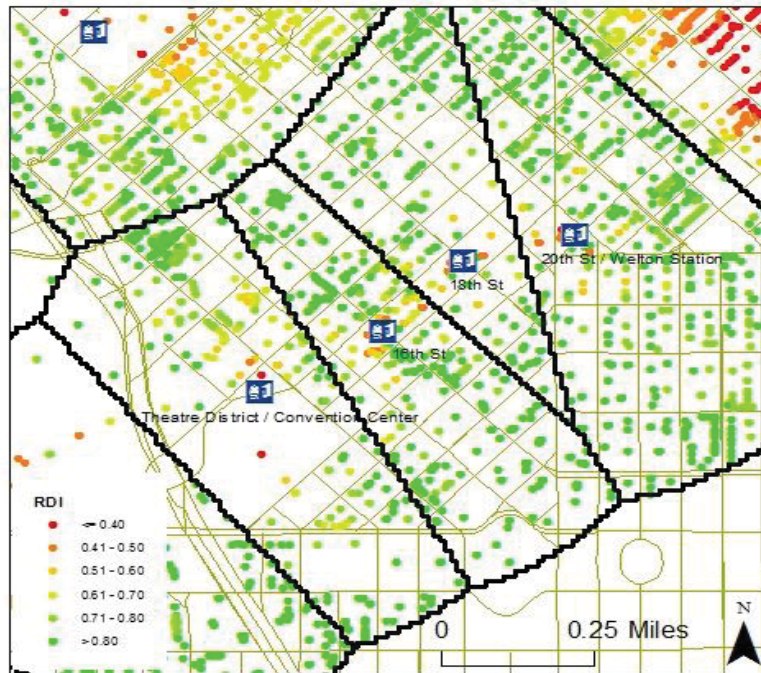 20th St / Welton Station
18th St
16th St
Theatre District / Convention Center
RDI
<= 0.40
0.41 - 0.50
0.51 - 0.60
0.61 - 0.70
0.71 - 0.80
> 0.80
0 0.25 Miles
N